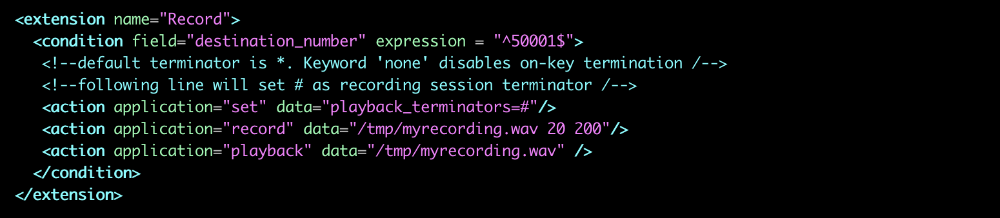 <extension name="Record">
  <condition field="destination_number" expression = "^50001$">
   <!--default terminator is *. Keyword 'none' disables on-key termination /-->
   <!--following line will set # as recording session terminator /-->
   <action application="set" data="playback_terminators=#"/>
   <action application="record" data="/tmp/myrecording.wav 20 200"/>
   <action application="playback" data="/tmp/myrecording.wav" />
  </condition>
</extension>